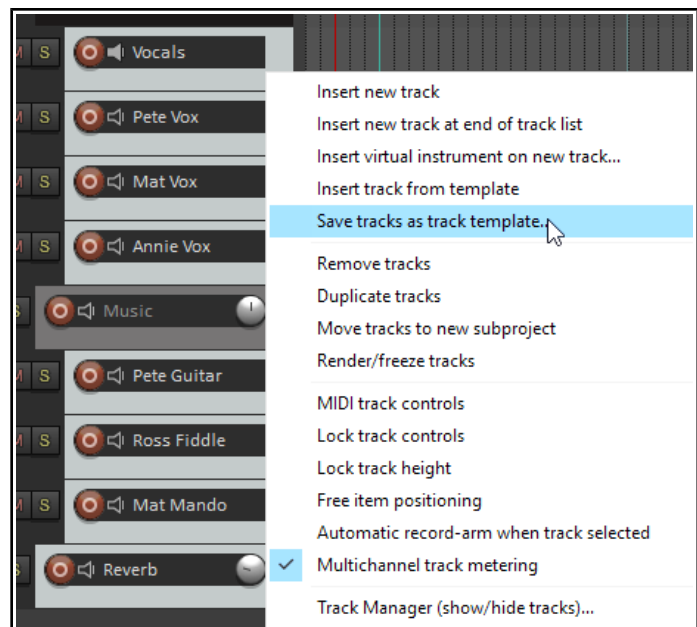 M S Vocals
Insert new track
M S Pete Vox
Insert new track at end of track list
Insert virtual instrument on new track...
M S Mat Vox
Insert track from template
Save tracks as track template...
M S Annie Vox
Remove tracks
Duplicate tracks
S Music
Move tracks to new subproject
Render/freeze tracks
M S Pete Guitar
MIDI track controls
M S Ross Fiddle
Lock track controls
Lock track height
M S Mat Mando
Free item positioning
Automatic record-arm when track selected
S Reverb
Multichannel track metering
Track Manager (show/hide tracks)...